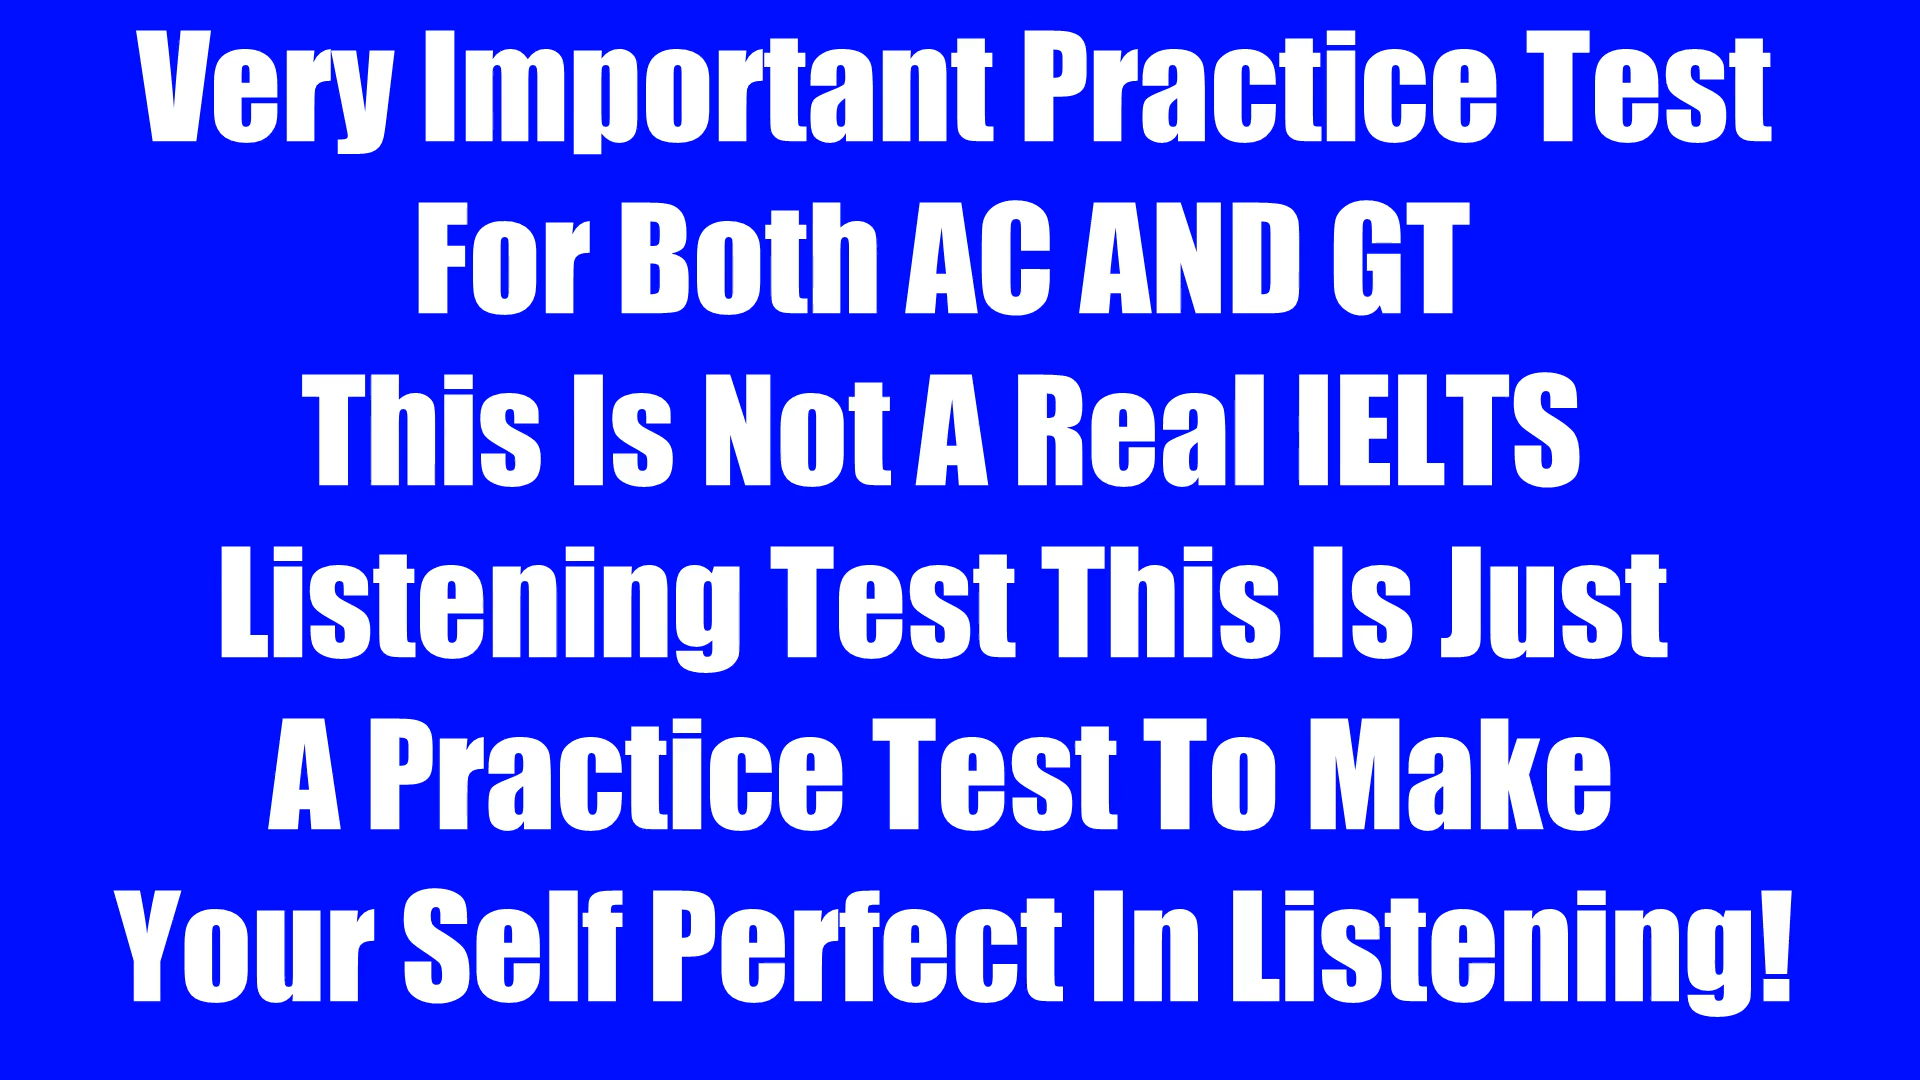 Very Important Practice Test
For Both AC AND GT
This Is Not A Real IELTS
Listening Test This Is Just
A Practice Test To Make
Your Self Perfect In Listening!